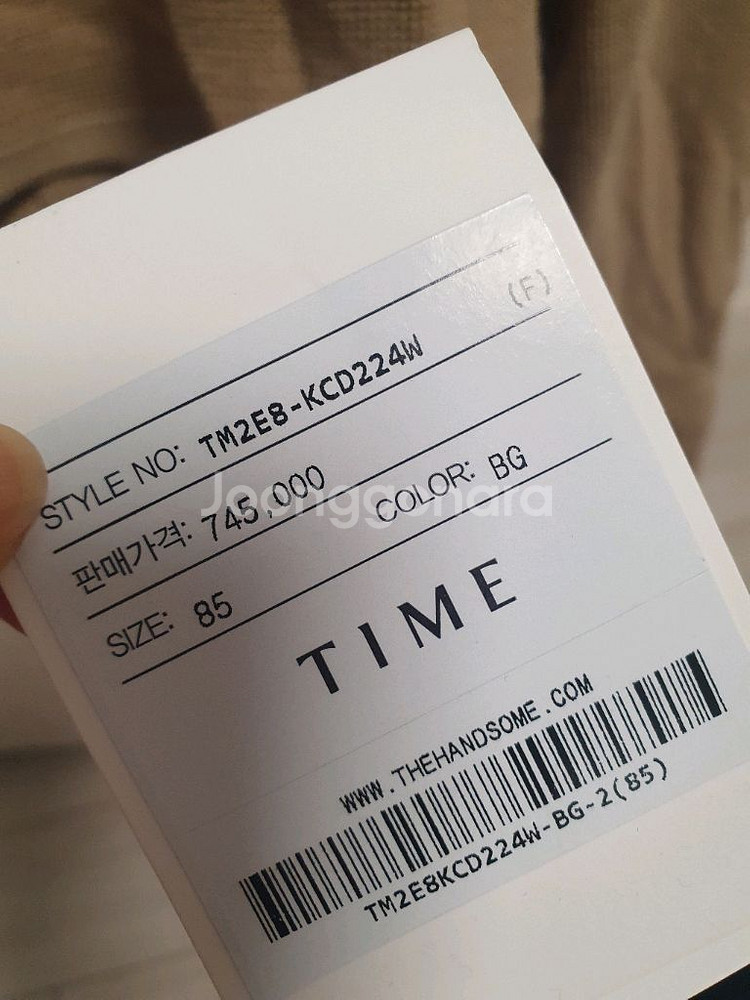 (F)
STYLE NO: TM2E8-KCD224W
판매가격: 745,000 COLOR: BG
SIZE: 85
TIME
WWW.THEHANDSOME.COM
TM2E8KCD224W-BG-2(85)
Joonggonara